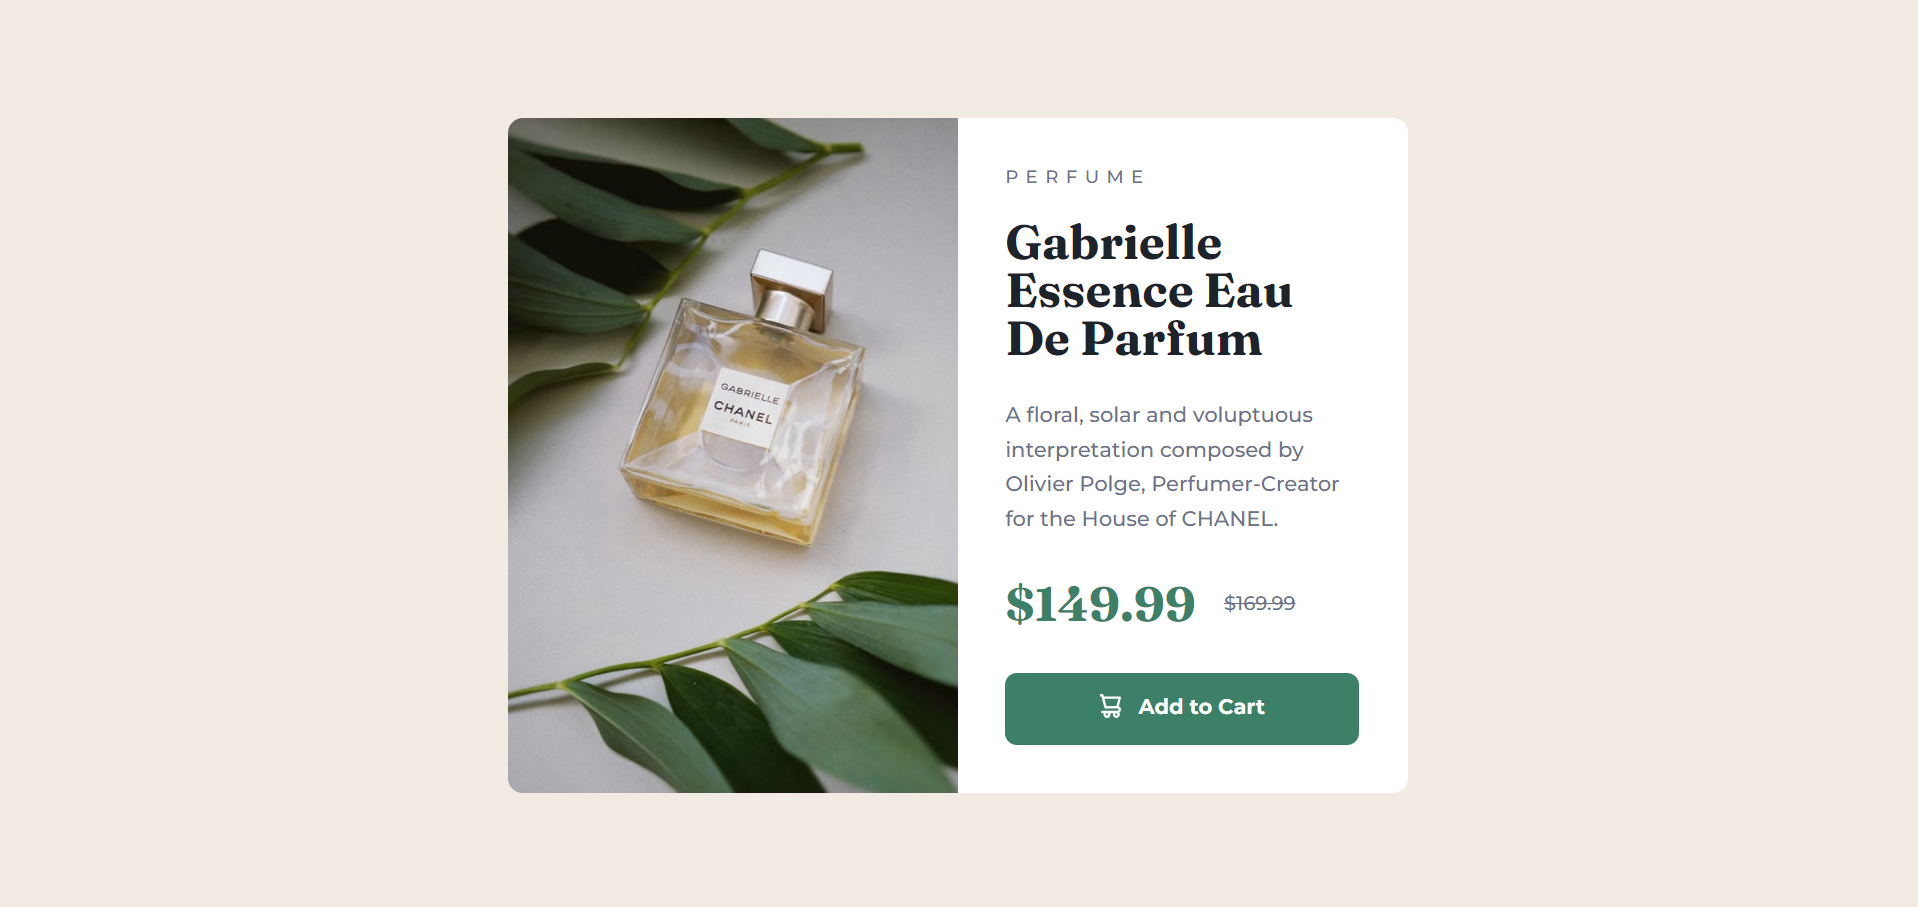 GABRIELLE
CHANEL
PARIS
PERFUME
Gabrielle
Essence Eau
De Parfum
A floral, solar and voluptuous
interpretation composed by
Olivier Polge, Perfumer-Creator
for the House of CHANEL.
$149.99 $169.99
Add to Cart